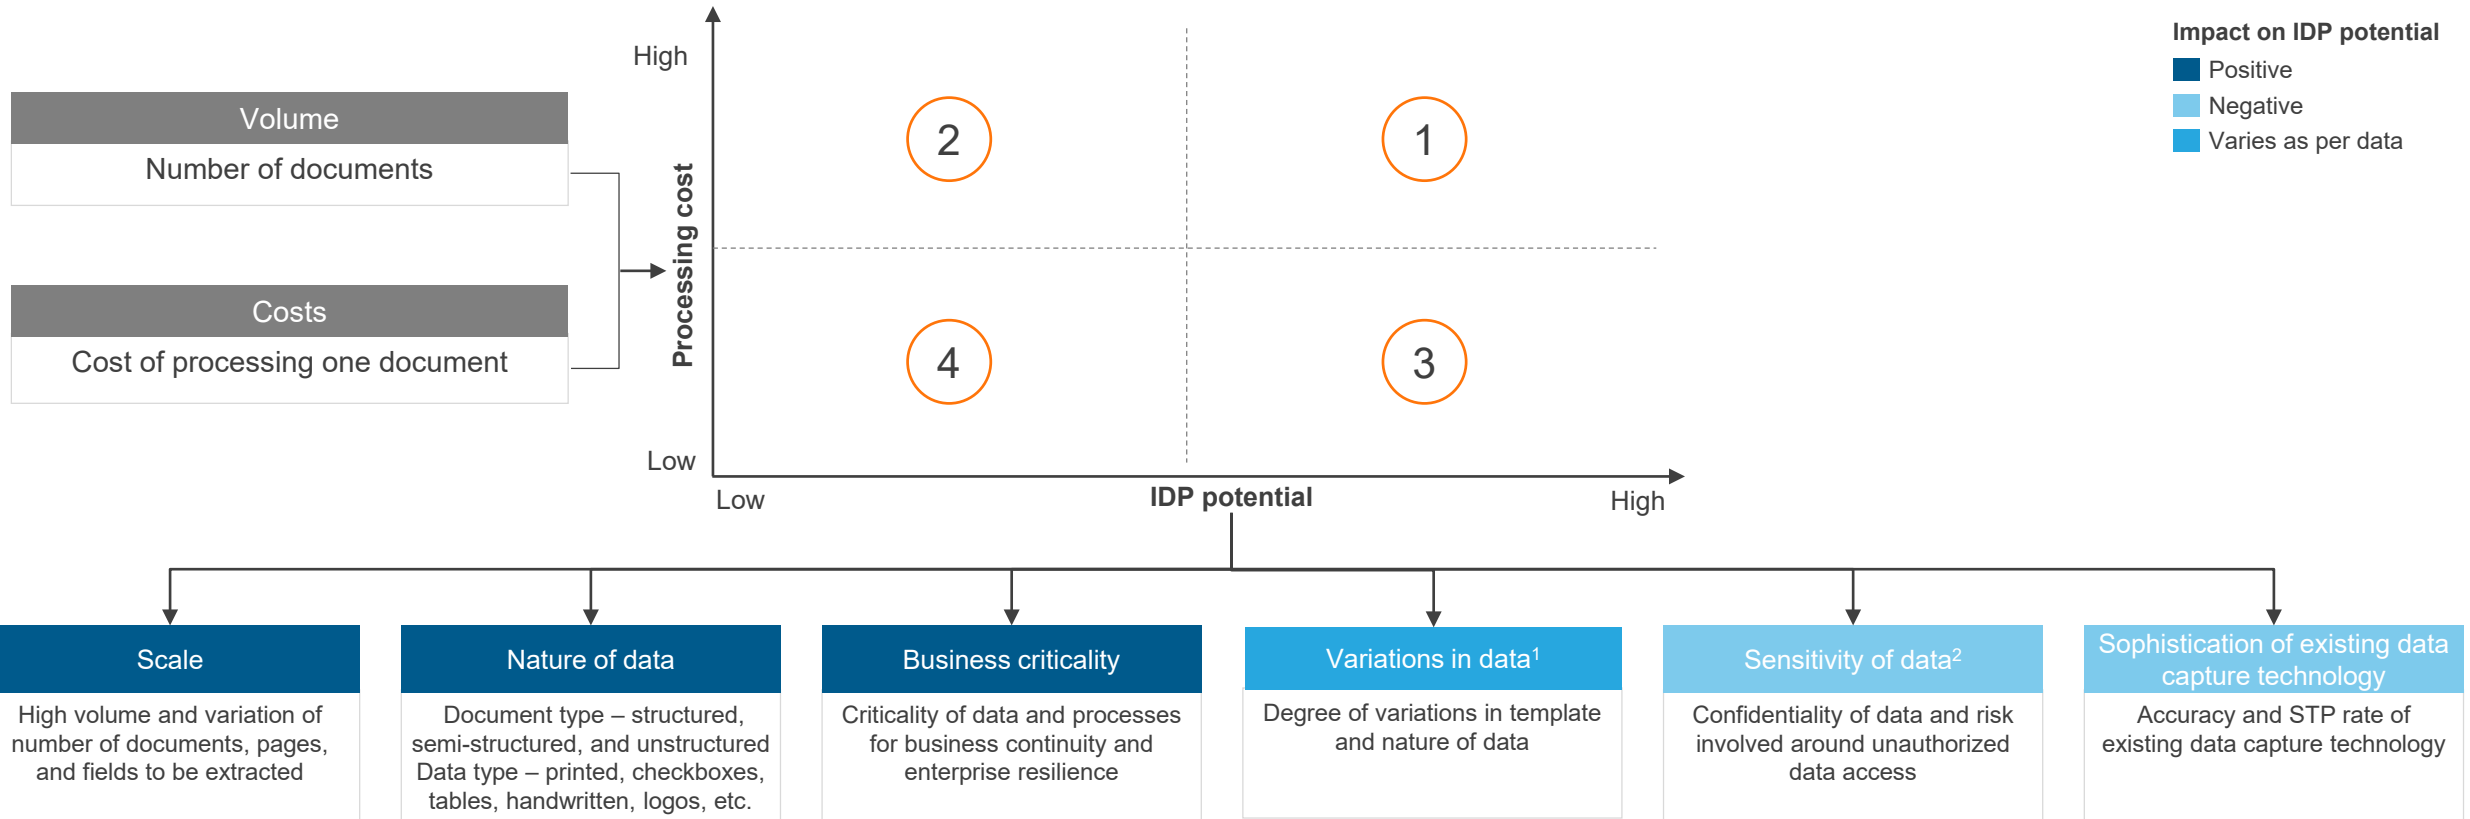 Impact on IDP potential
Positive
Negative
Varies as per data
Volume
Number of documents
Costs
Cost of processing one document
Processing cost
High
Low
2
1
4
3
Low
IDP potential
High
Scale
High volume and variation of
number of documents, pages,
and fields to be extracted
Nature of data
Document type – structured,
semi-structured, and unstructured
Data type – printed, checkboxes,
tables, handwritten, logos, etc.
Business criticality
Criticality of data and processes
for business continuity and
enterprise resilience
Variations in data¹
Degree of variations in template
and nature of data
Sensitivity of data²
Confidentiality of data and risk
involved around unauthorized
data access
Sophistication of existing data
capture technology
Accuracy and STP rate of
existing data capture technology